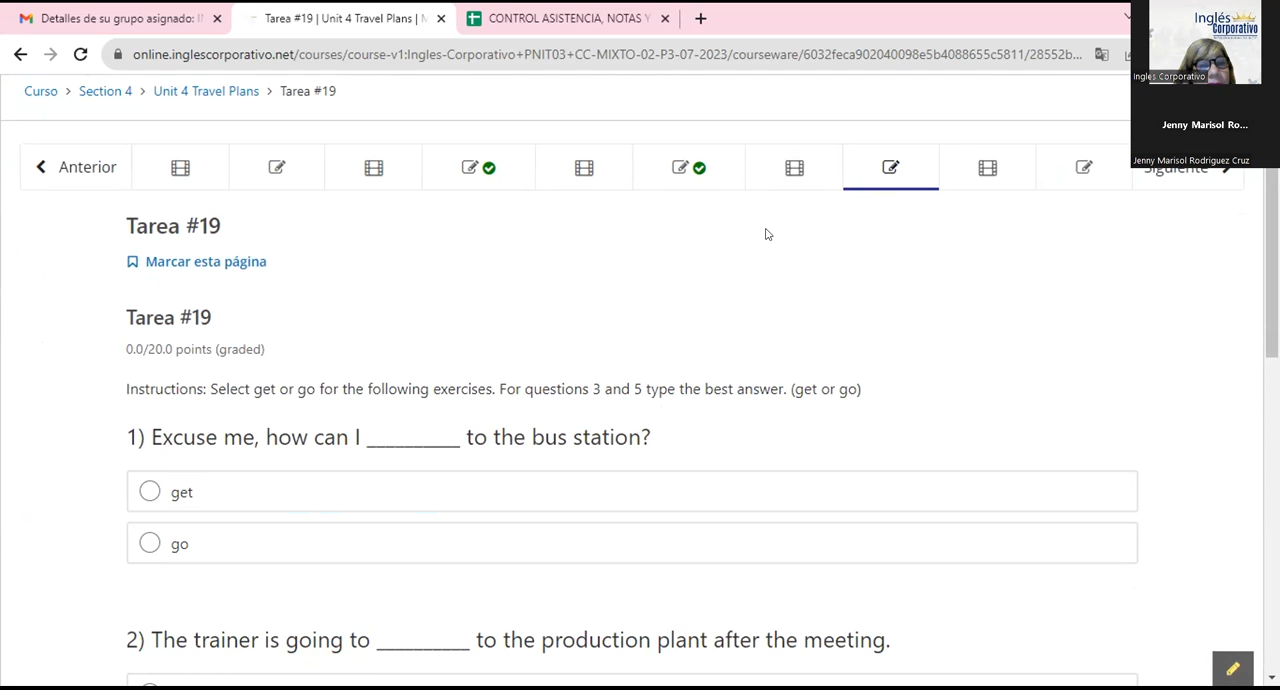 Detalles de su grupo asignado: I
Tarea #19 | Unit 4 Travel Plans |
CONTROL ASISTENCIA, NOTAS Y
online.inglescorporativo.net/courses/course-v1:Ingles-Corporativo+PNIT03+CC-MIXTO-02-P3-07-2023/courseware/6032feca902040098e5b4088655c5811/28552b...
Inglés
Corporativo
Ingles Corporativo
Jenny Marisol Ro...
Jenny Marisol Rodriguez Cruz
Curso > Section 4 > Unit 4 Travel Plans > Tarea #19
Anterior
Siguiente
Tarea #19
Marcar esta página
Tarea #19
0.0/20.0 points (graded)
Instructions: Select get or go for the following exercises. For questions 3 and 5 type the best answer. (get or go)
1) Excuse me, how can I __________ to the bus station?
get
go
2) The trainer is going to __________ to the production plant after the meeting.